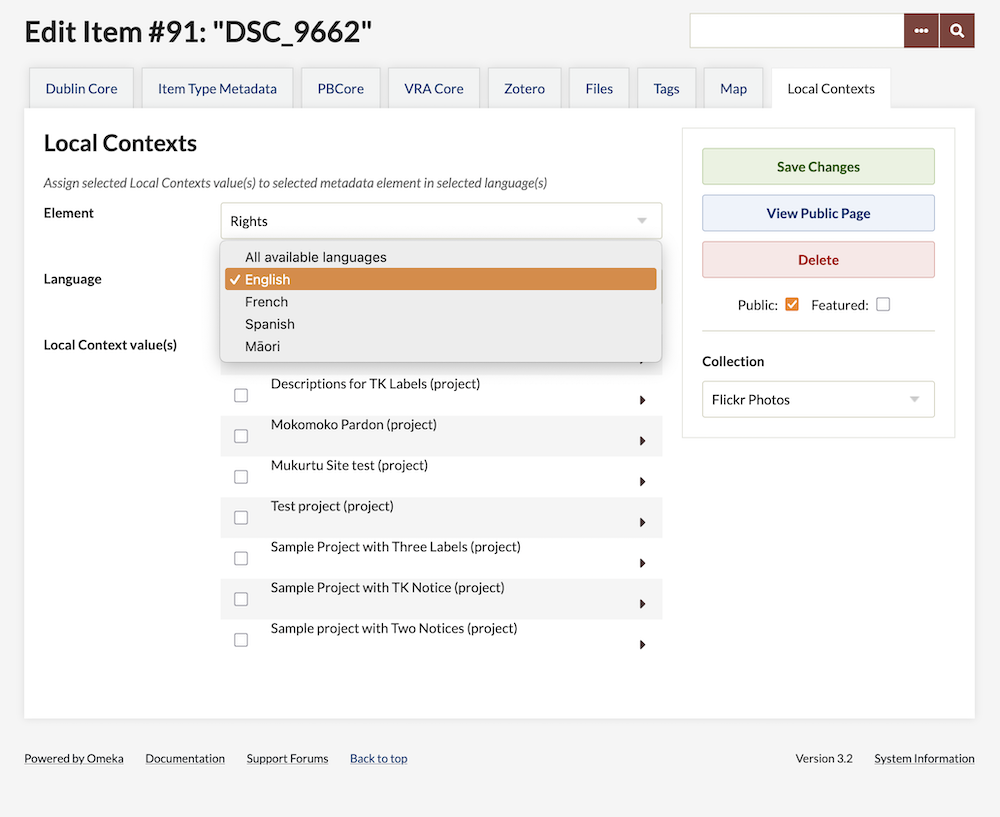 Edit Item #91: "DSC_9662"
Dublin Core
Item Type Metadata
PBCore
VRA Core
Zotero
Files
Tags
Map
Local Contexts
Local Contexts
Assign selected Local Contexts value(s) to selected metadata element in selected language(s)
Element
Rights
Language
All available languages
✓ English
French
Spanish
Māori
Local Context value(s)
Descriptions for TK Labels (project)
Mokomoko Pardon (project)
Mukurtu Site test (project)
Test project (project)
Sample Project with Three Labels (project)
Sample Project with TK Notice (project)
Sample project with Two Notices (project)
Save Changes
View Public Page
Delete
Public:
Featured:
Collection
Flickr Photos
Powered by Omeka
Documentation
Support Forums
Back to top
Version 3.2
System Information